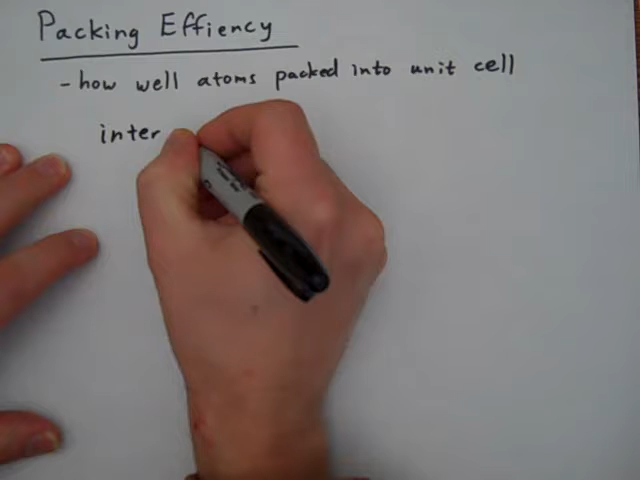 Packing Effiency
- how well atoms packed into unit cell
inter